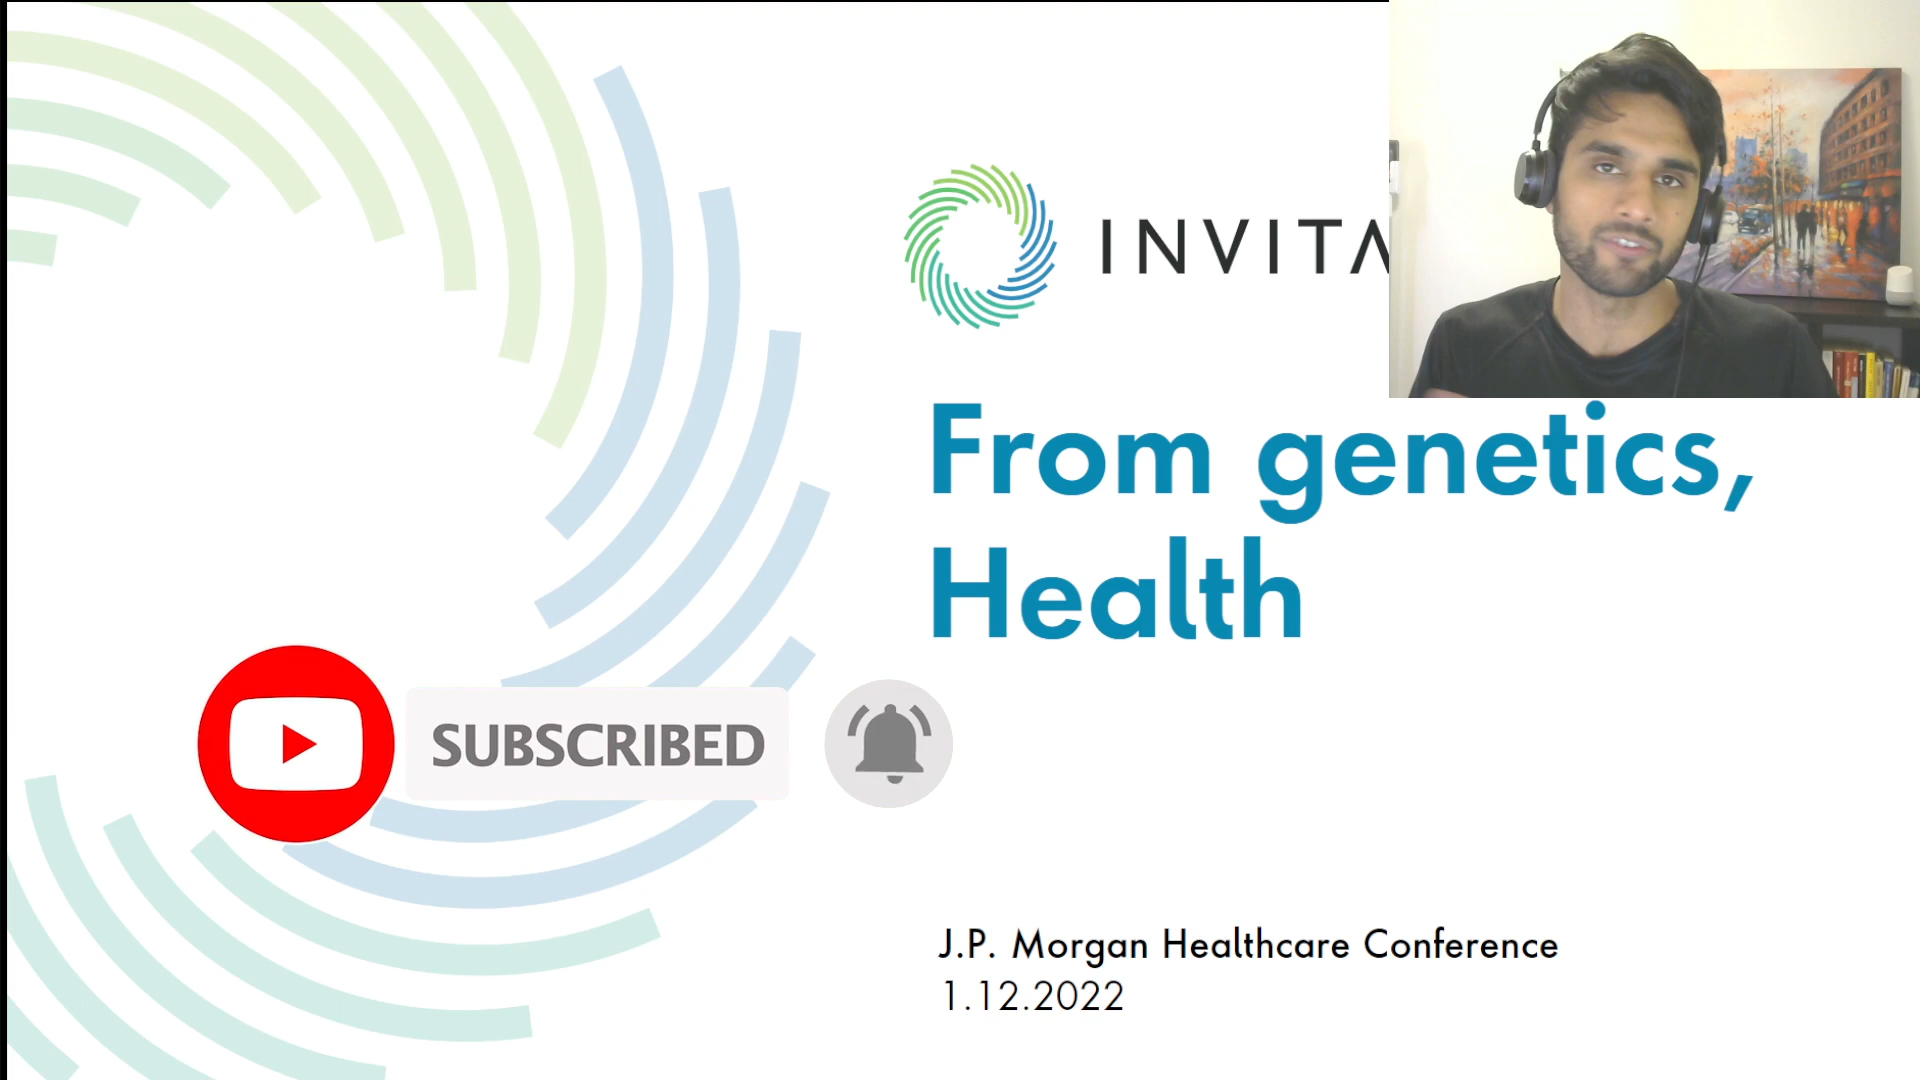 INVITA
From genetics,
Health
SUBSCRIBED
J.P. Morgan Healthcare Conference
1.12.2022